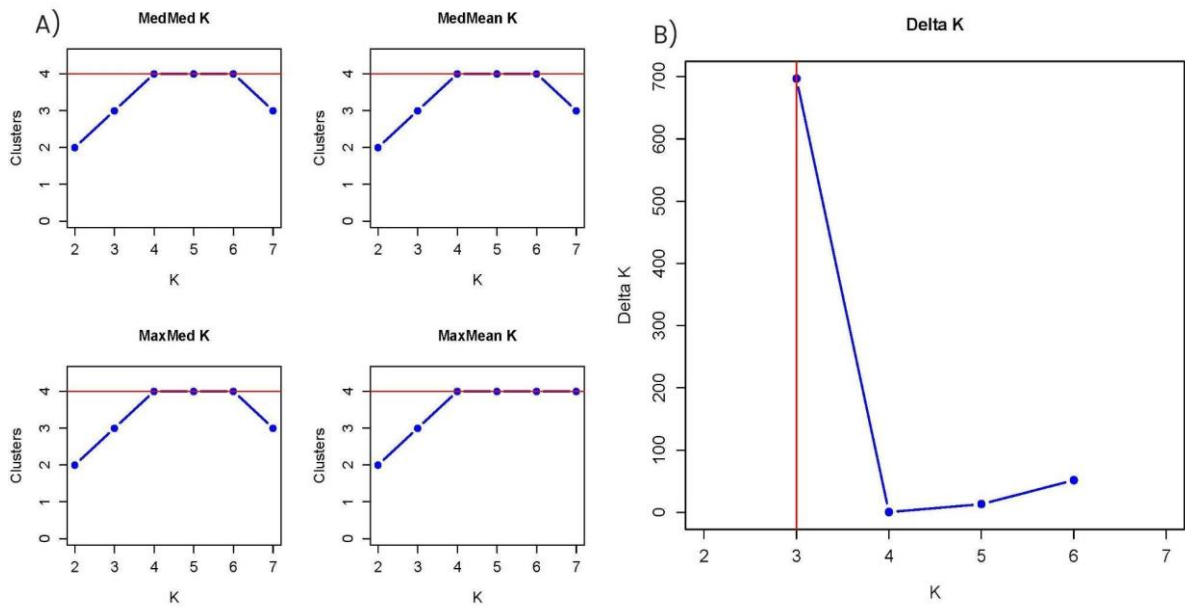 A)
MedMed K
Clusters
4
3
2
1
0
2 3 4 5 6 7
K
MedMean K
Clusters
4
3
2
1
0
2 3 4 5 6 7
K
MaxMed K
Clusters
4
3
2
1
0
2 3 4 5 6 7
K
MaxMean K
Clusters
4
3
2
1
0
2 3 4 5 6 7
K
B)
Delta K
Delta K
700
600
500
400
300
200
100
0
2 3 4 5 6 7
K